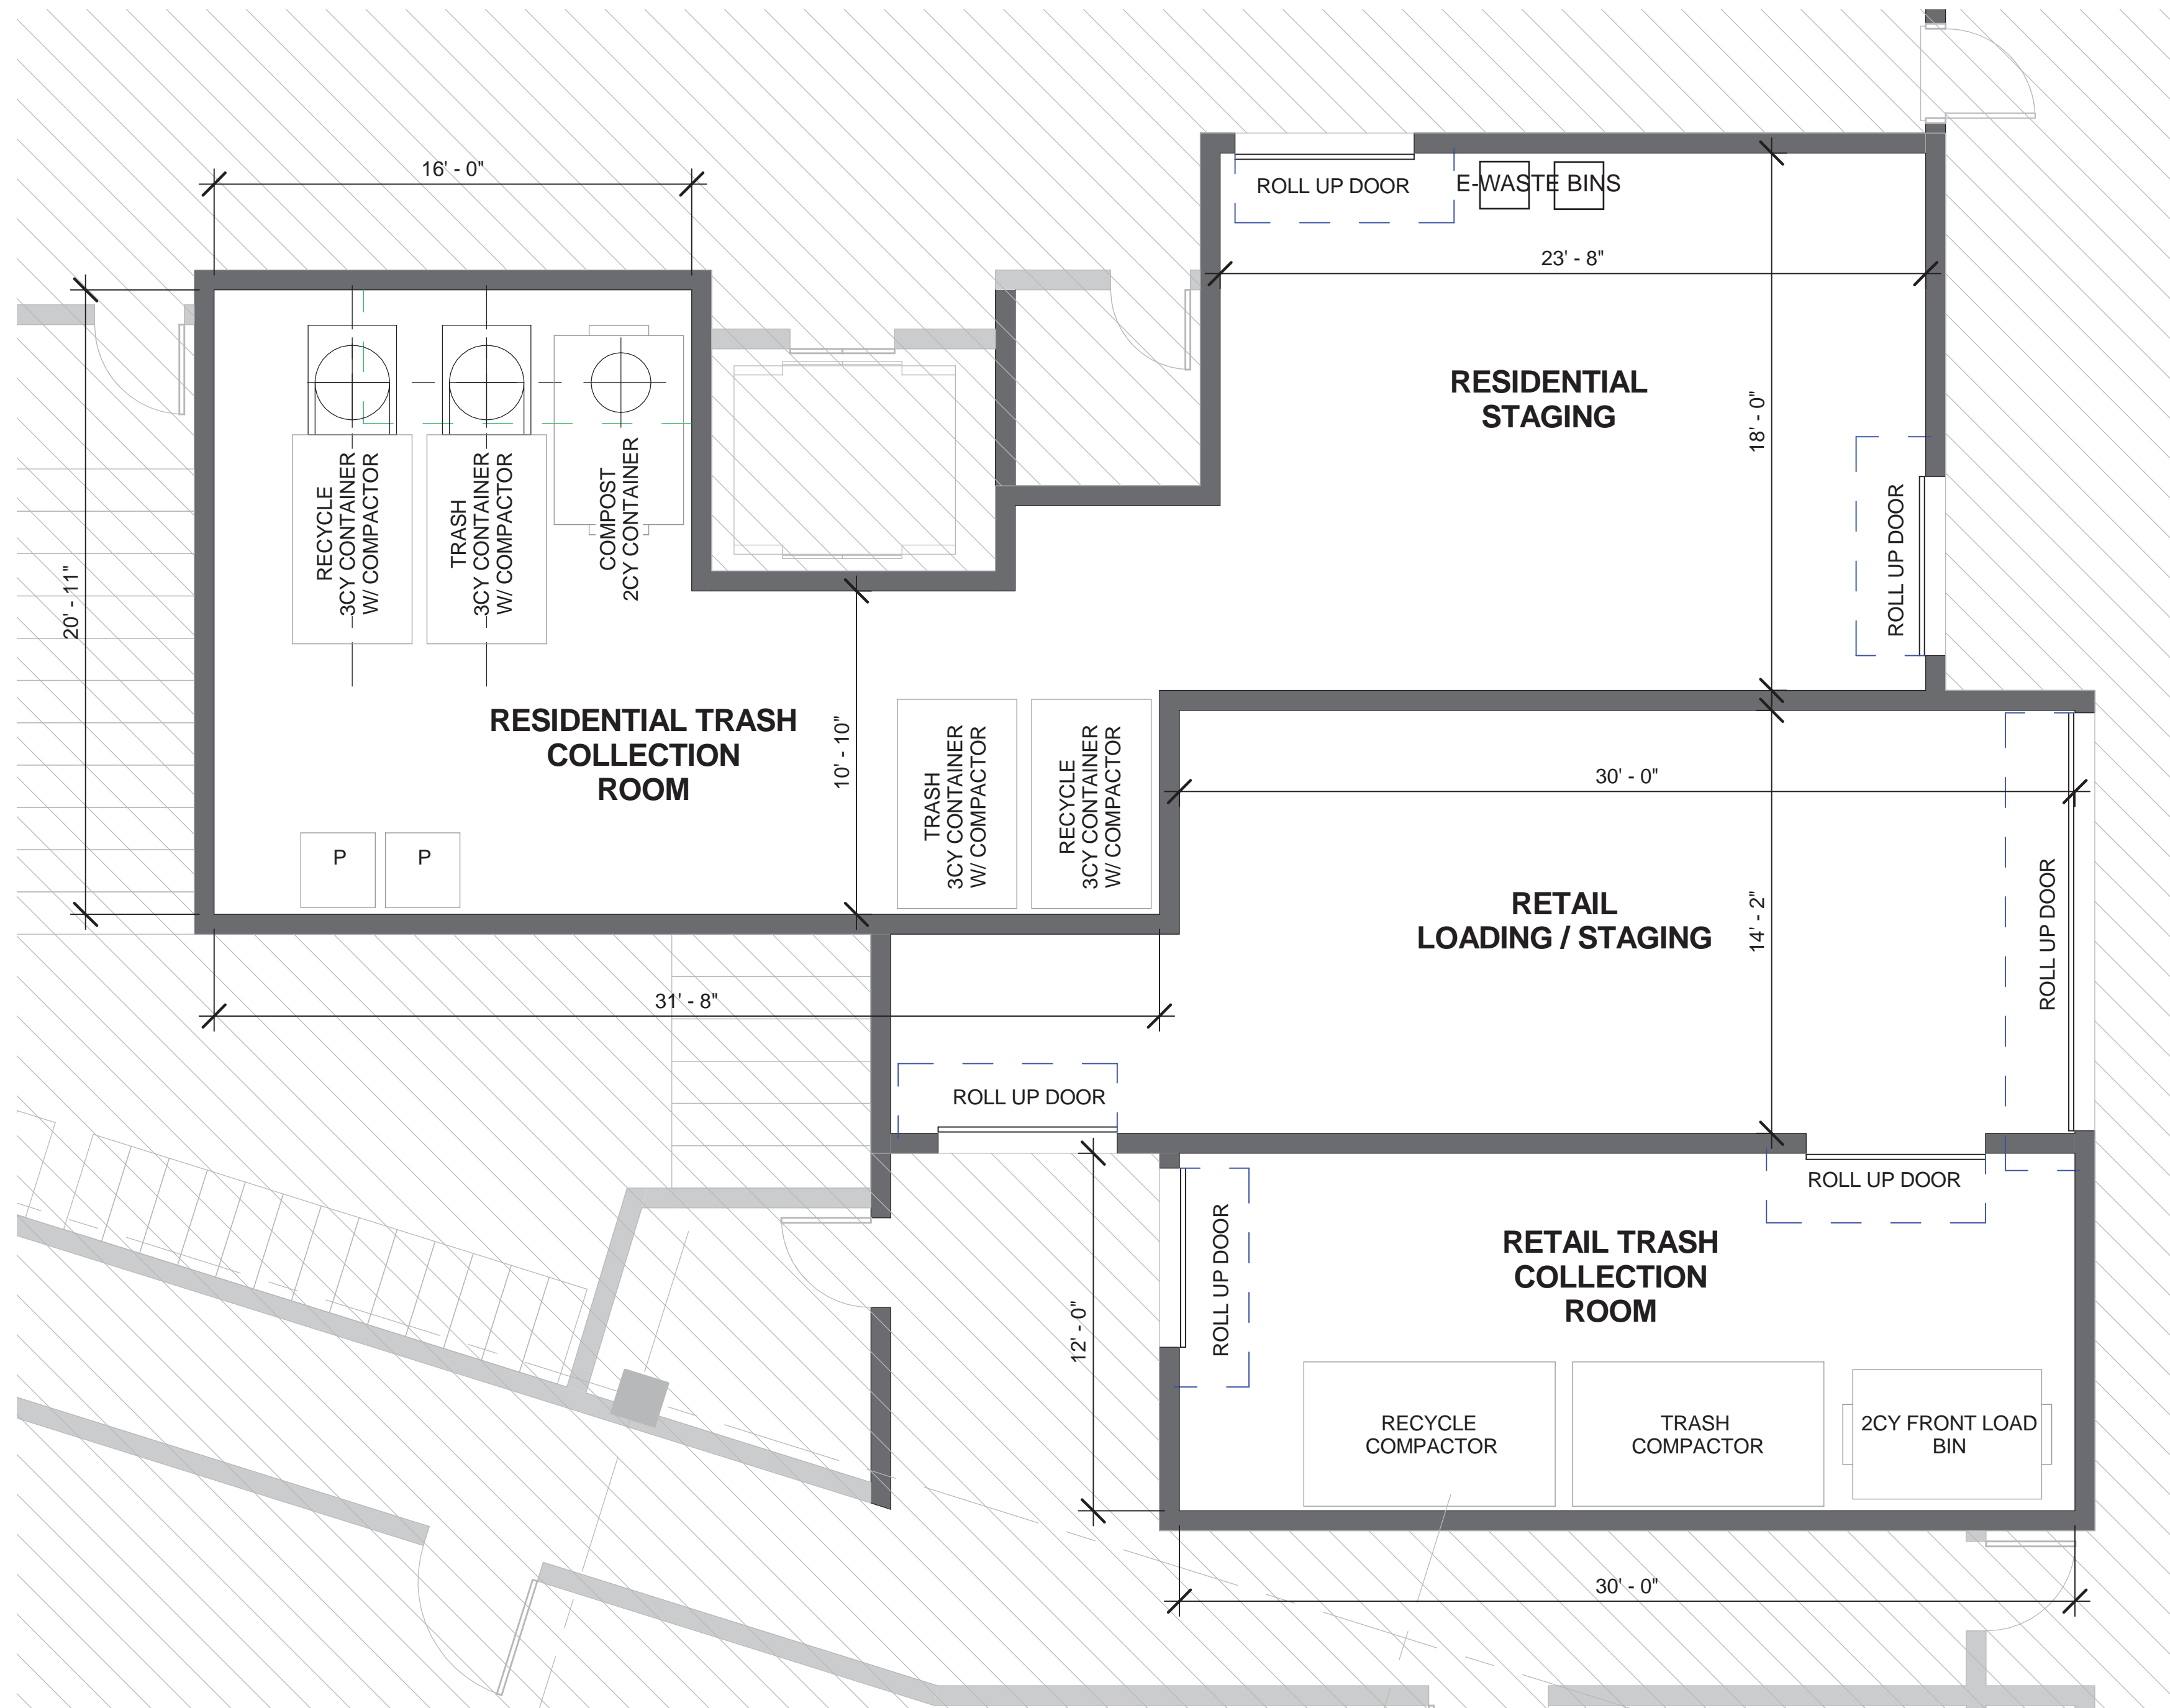 16' - 0"
ROLL UP DOOR
E-WASTE BINS
23' - 8"
RESIDENTIAL
STAGING
18' - 0"
ROLL UP DOOR
20' - 11"
RECYCLE
3CY CONTAINER
W/ COMPACTOR
TRASH
3CY CONTAINER
W/ COMPACTOR
COMPOST
2CY CONTAINER
RESIDENTIAL TRASH
COLLECTION
ROOM
10' - 10"
TRASH
3CY CONTAINER
W/ COMPACTOR
RECYCLE
3CY CONTAINER
W/ COMPACTOR
P
P
30' - 0"
RETAIL
LOADING / STAGING
14' - 2"
ROLL UP DOOR
31' - 8"
ROLL UP DOOR
ROLL UP DOOR
12' - 0"
ROLL UP DOOR
RETAIL TRASH
COLLECTION
ROOM
RECYCLE
COMPACTOR
TRASH
COMPACTOR
2CY FRONT LOAD
BIN
30' - 0"